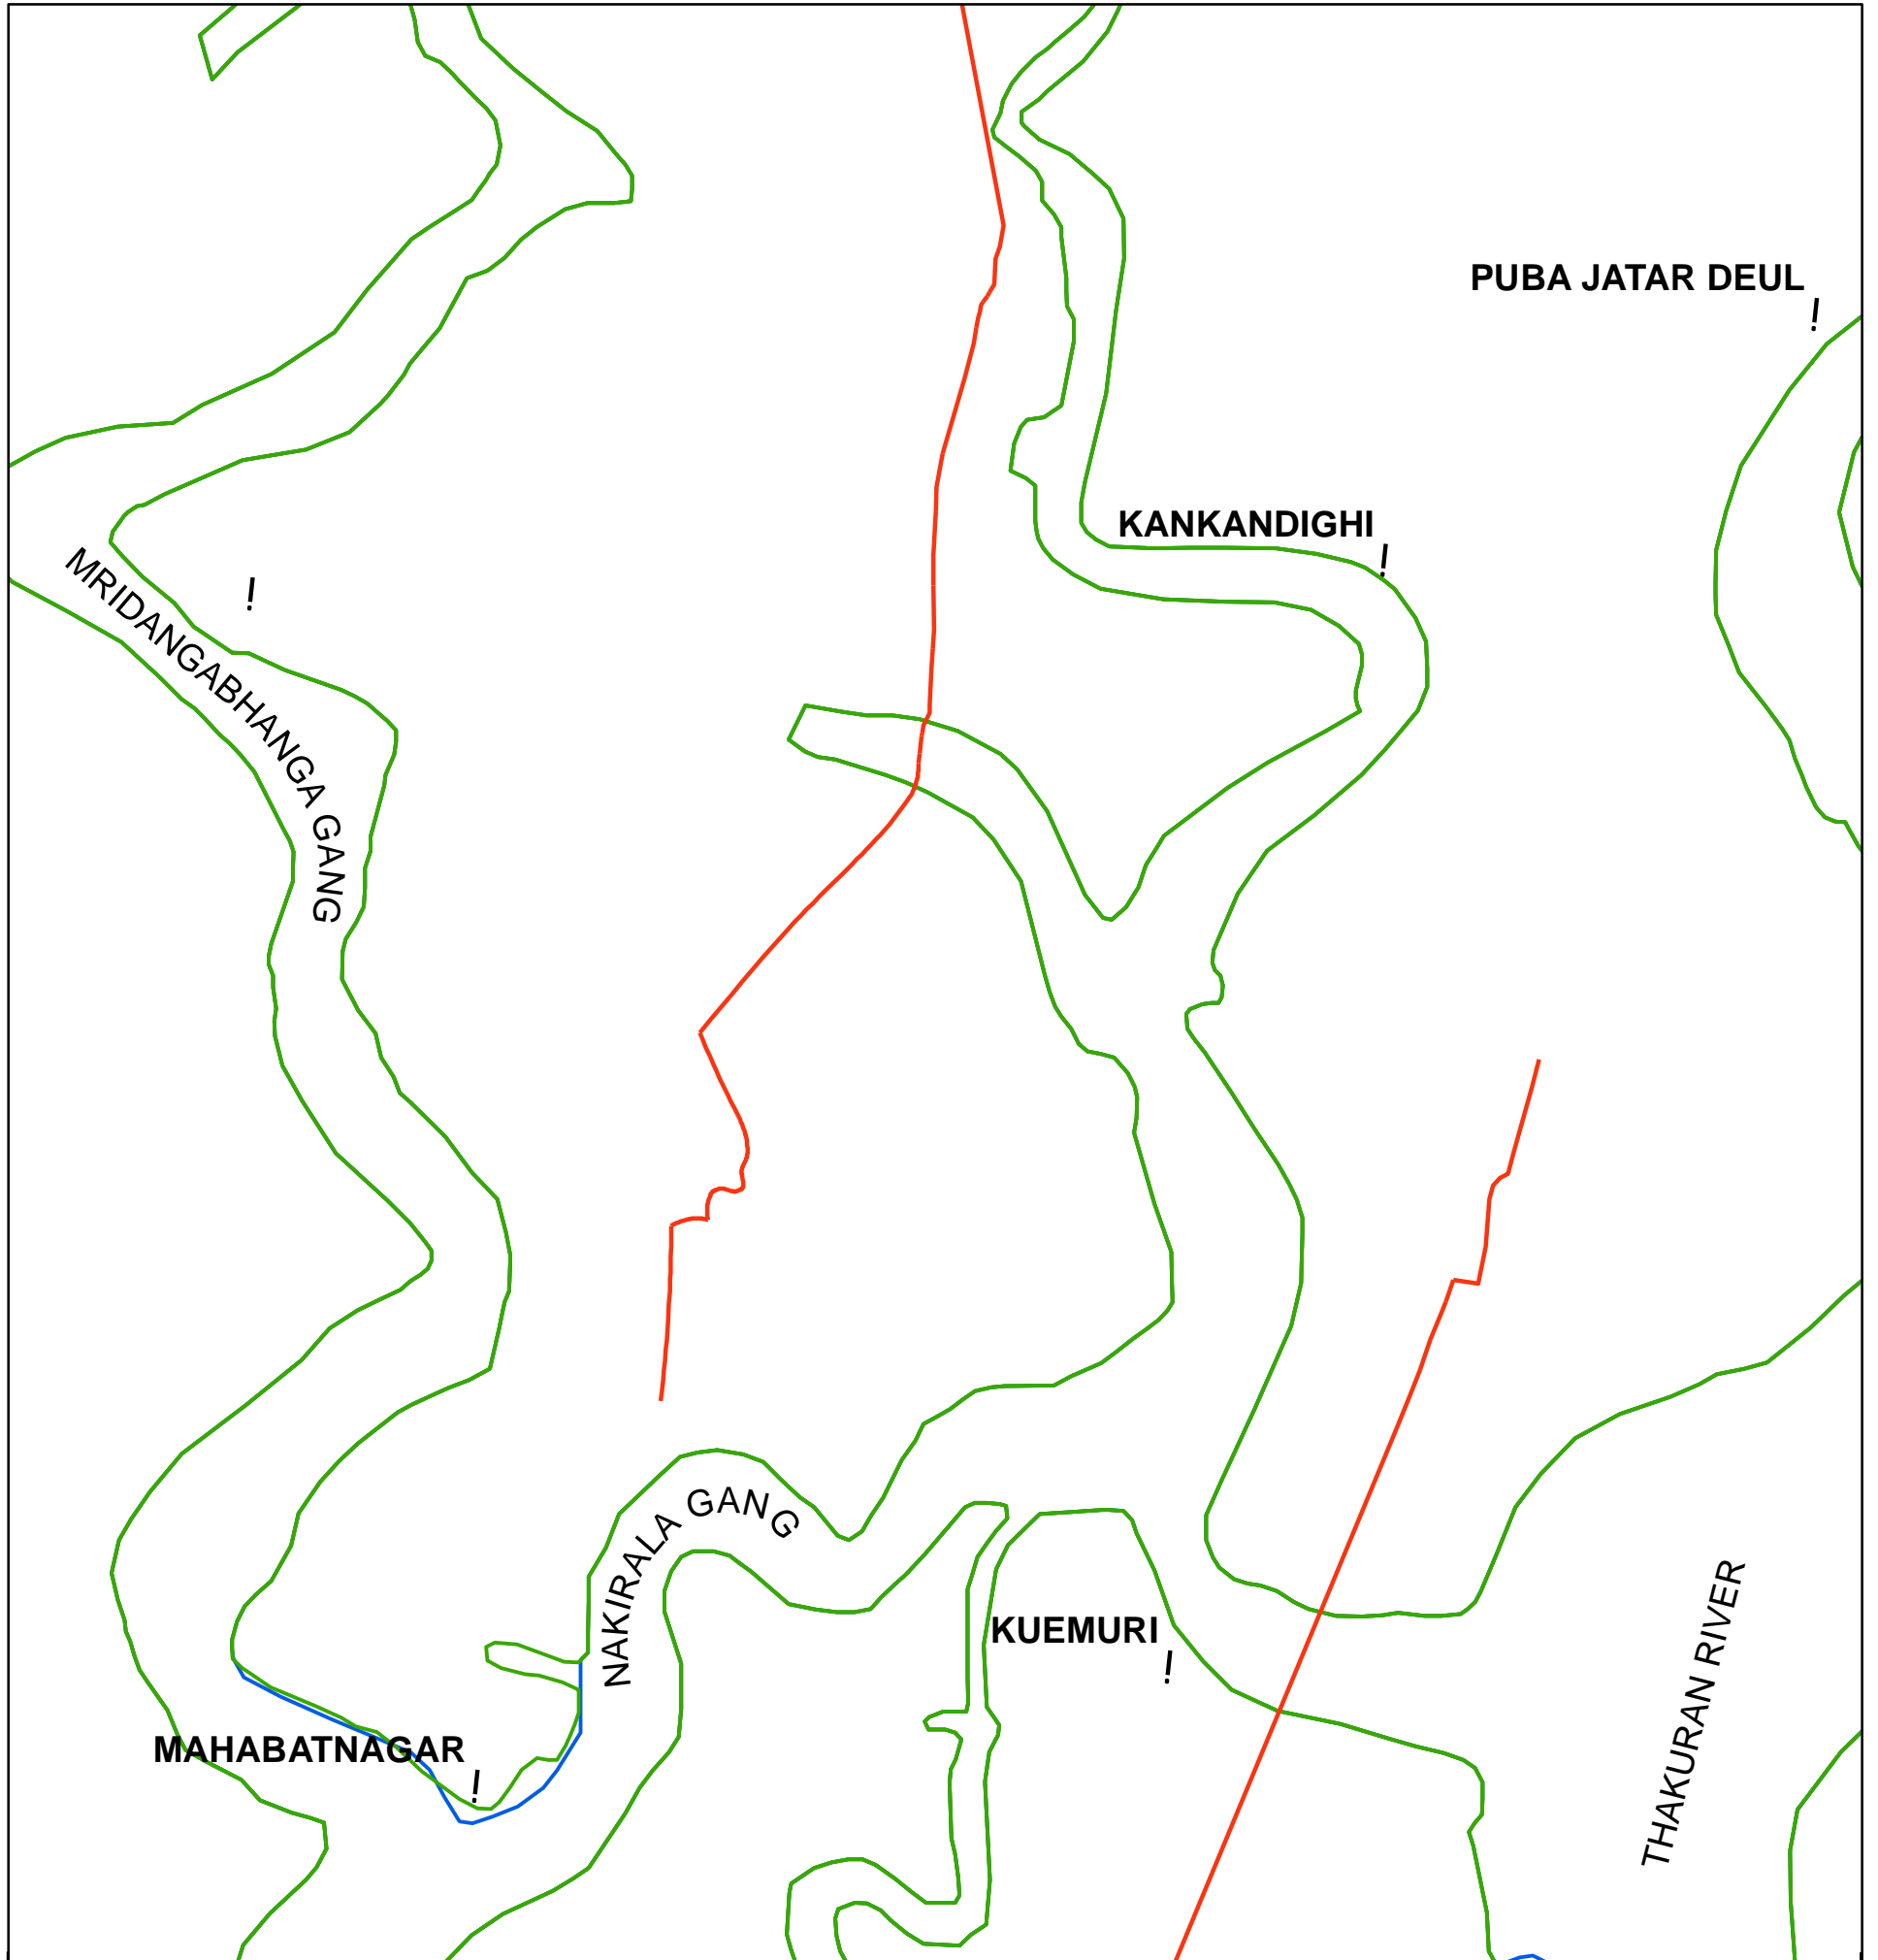 PUBA JATAR DEUL
!
KANKANDIGHI
!
!
MRIDANGABHANGA GANG
NAKIRALA GANG
KUEMURI
!
THAKURAN RIVER
MAHABATNAGAR
!